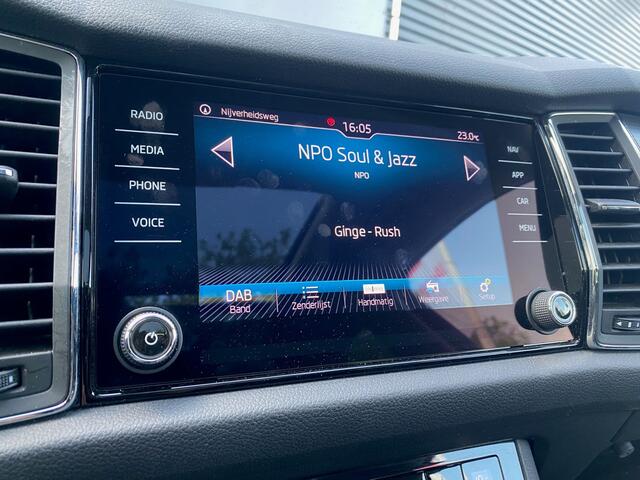 RADIO
MEDIA
PHONE
VOICE
Nijverheidsweg
16:05
23.0°C
NPO Soul & Jazz
NPO
Ginge - Rush
DAB
Band
Zenderlijst
Handmatig
Weergave
Setup
NAV
APP
CAR
MENU